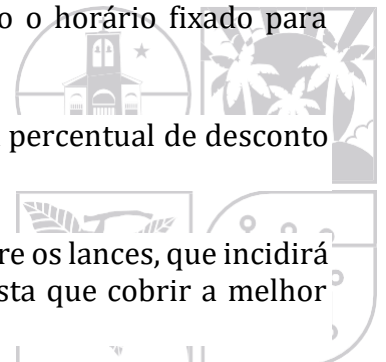 o o horário fixado para
percentual de desconto
re os lances, que incidirá
sta que cobrir a melhor